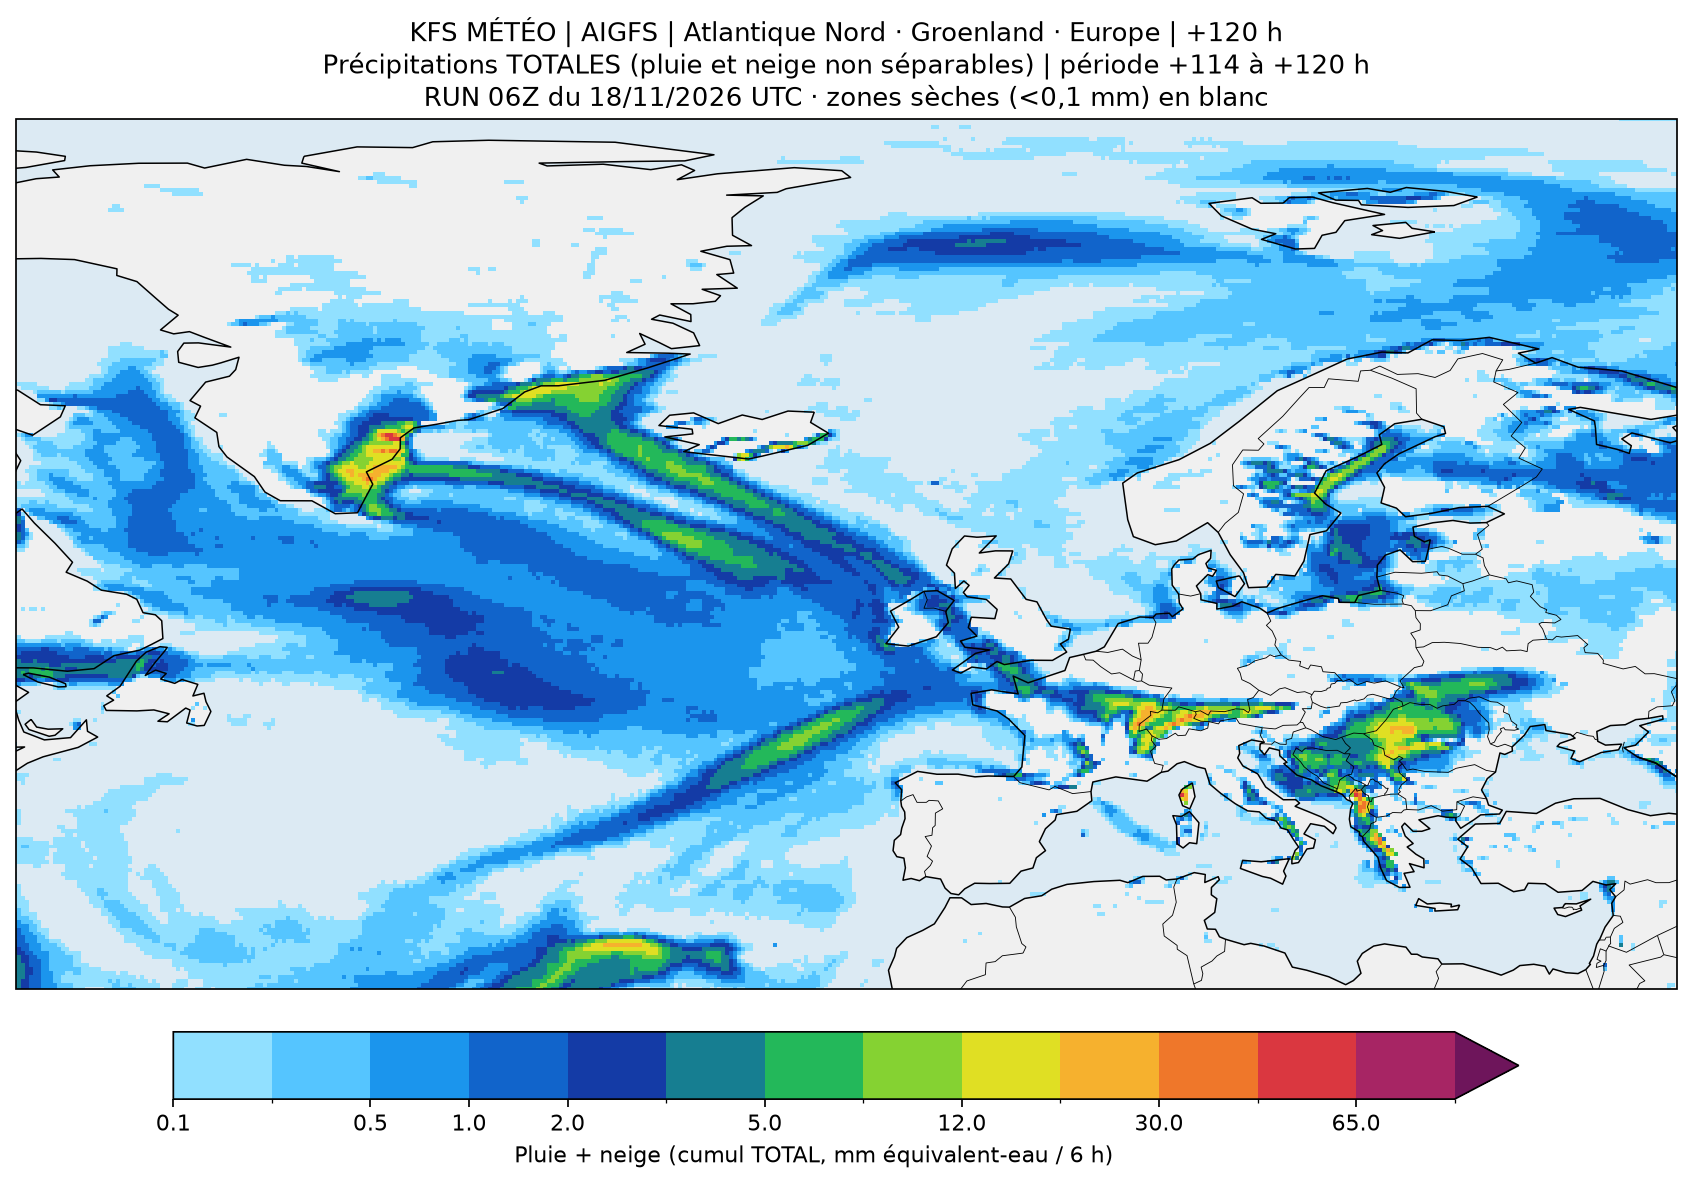 KFS MÉTÉO | AIGFS | Atlantique Nord · Groenland · Europe | +120 h
Précipitations TOTALES (pluie et neige non séparables) | période +114 à +120 h
RUN 06Z du 18/11/2026 UTC · zones sèches (<0,1 mm) en blanc
0.1 0.5 1.0 2.0 5.0 12.0 30.0 65.0
Pluie + neige (cumul TOTAL, mm équivalent-eau / 6 h)